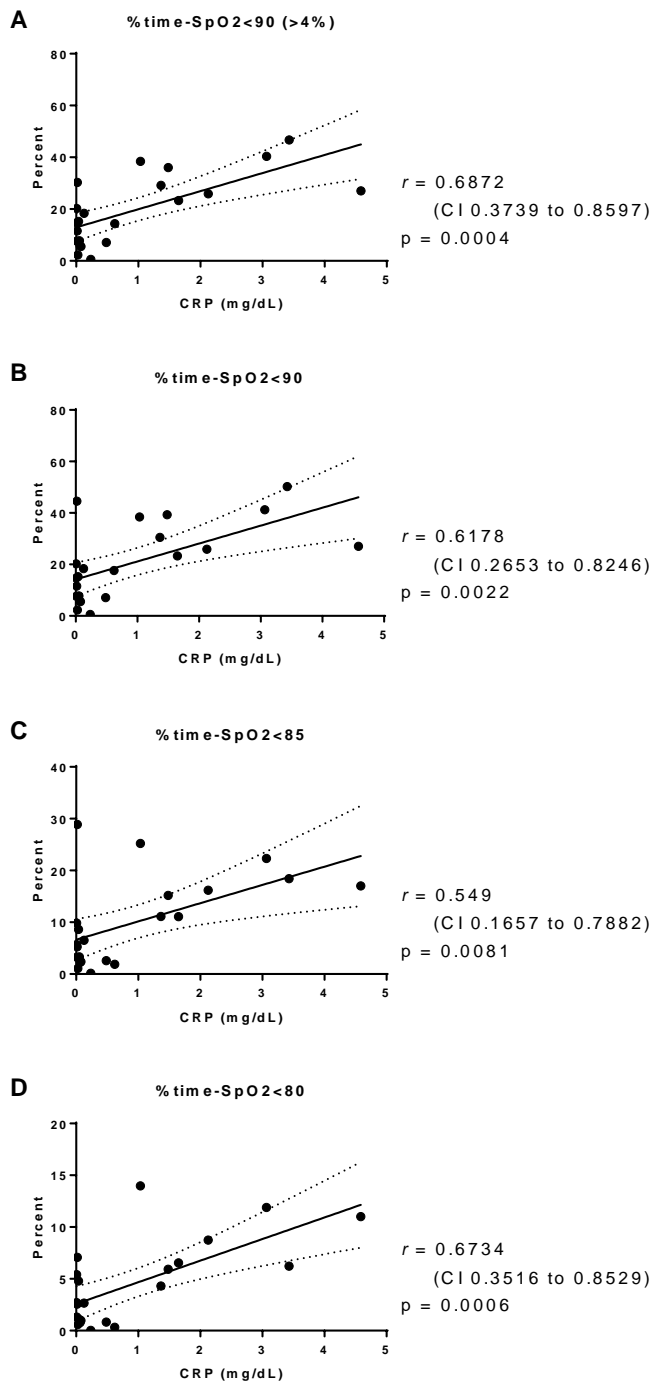 A
%time-SpO2<90 (>4%)
80
60
40
20
0
Percent
0 1 2 3 4 5
CRP (mg/dL)
r = 0.6872
(CI 0.3739 to 0.8597)
p = 0.0004
B
%time-SpO2<90
80
60
40
20
0
Percent
0 1 2 3 4 5
CRP (mg/dL)
r = 0.6178
(CI 0.2653 to 0.8246)
p = 0.0022
C
%time-SpO2<85
40
30
20
10
0
Percent
0 1 2 3 4 5
CRP (mg/dL)
r = 0.549
(CI 0.1657 to 0.7882)
p = 0.0081
D
%time-SpO2<80
20
15
10
5
0
Percent
0 1 2 3 4 5
CRP (mg/dL)
r = 0.6734
(CI 0.3516 to 0.8529)
p = 0.0006